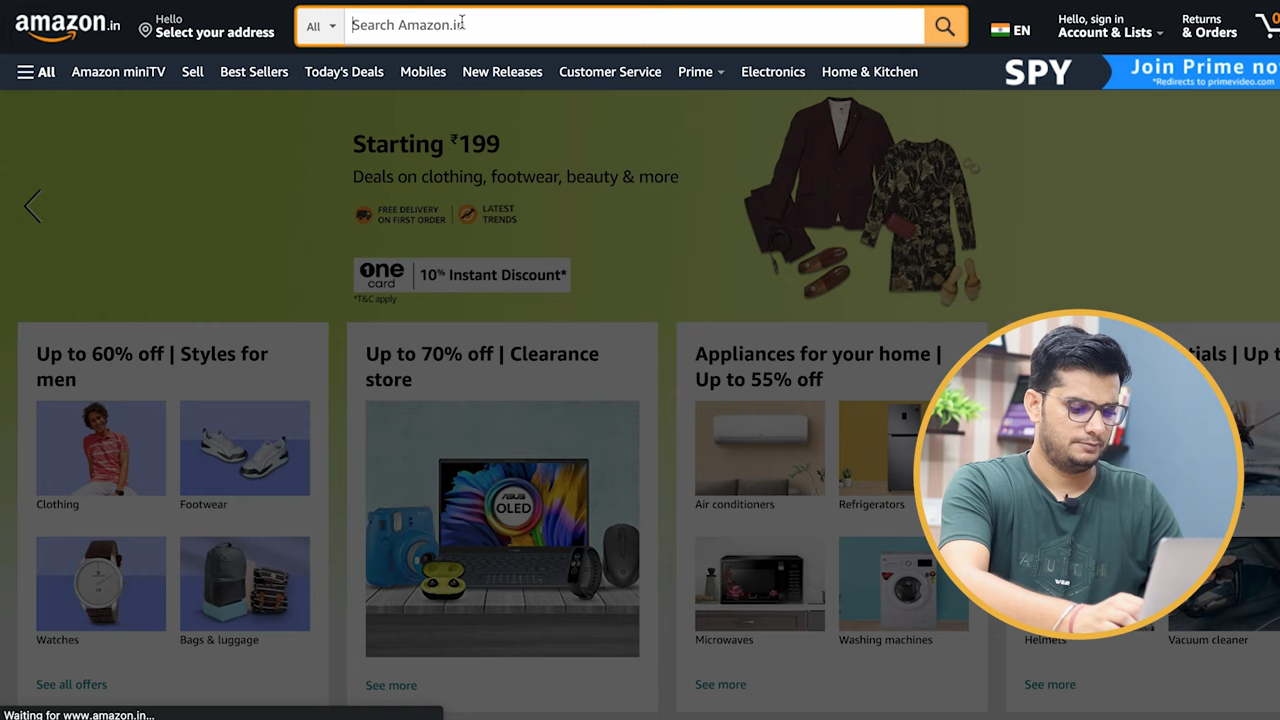 amazon.in
Hello
Select your address
All
Search Amazon.in
EN
Hello, sign in
Account & Lists
Returns
& Orders
0
All
Amazon miniTV
Sell
Best Sellers
Today's Deals
Mobiles
New Releases
Customer Service
Prime
Electronics
Home & Kitchen
SPY
Join Prime no
*Redirects to primevideo.com
Starting ₹199
Deals on clothing, footwear, beauty & more
FREE DELIVERY
ON FIRST ORDER
LATEST
TRENDS
one
card
10% Instant Discount*
*T&C apply
Up to 60% off | Styles for
men
Clothing
Footwear
Watches
Bags & luggage
See all offers
Up to 70% off | Clearance
store
ASUS
OLED
See more
Appliances for your home |
Up to 55% off
Air conditioners
Refrigerators
Microwaves
Washing machines
See more
Helmets
Vacuum cleaner
See more
Waiting for www.amazon.in...